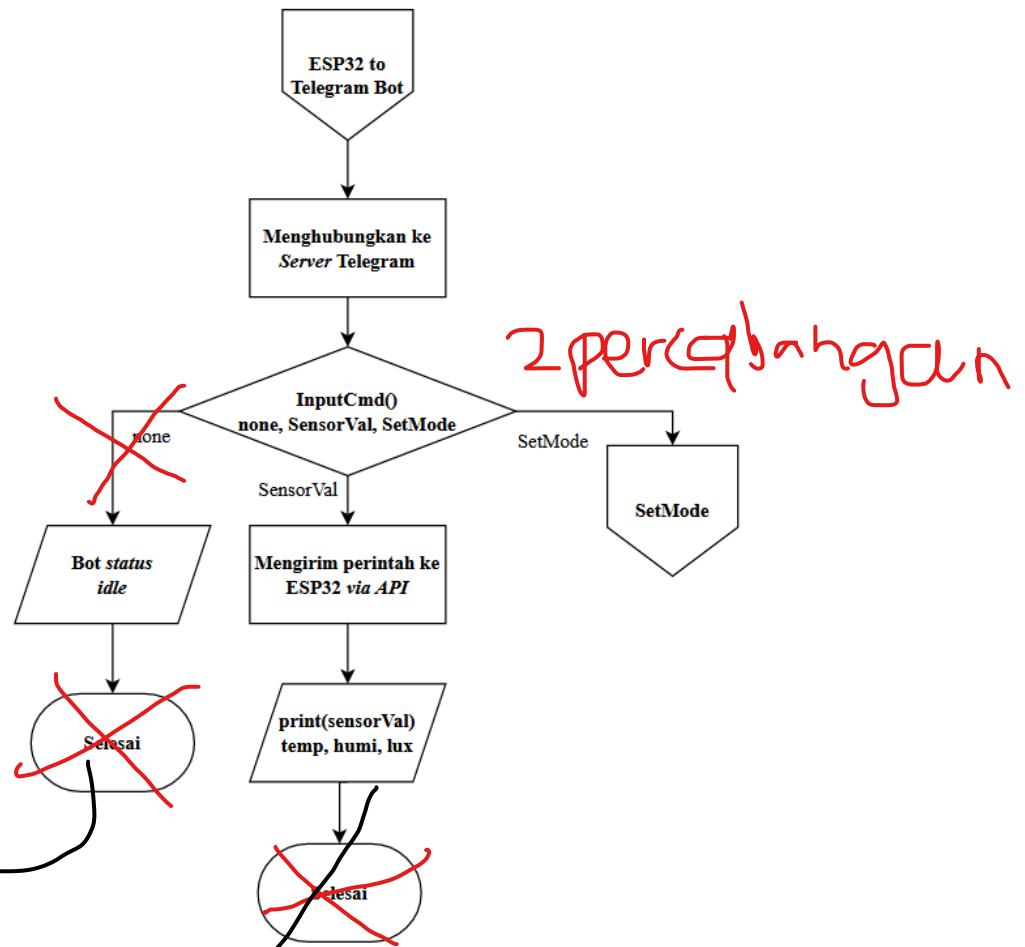 ESP32 to
Telegram Bot
Menghubungkan ke
Server Telegram
2 percabangan
InputCmd()
none, SensorVal, SetMode
none
SetMode
SensorVal
SetMode
Bot status
idle
Mengirim perintah ke
ESP32 via API
print(sensorVal)
temp, humi, lux
Selesai
Selesai